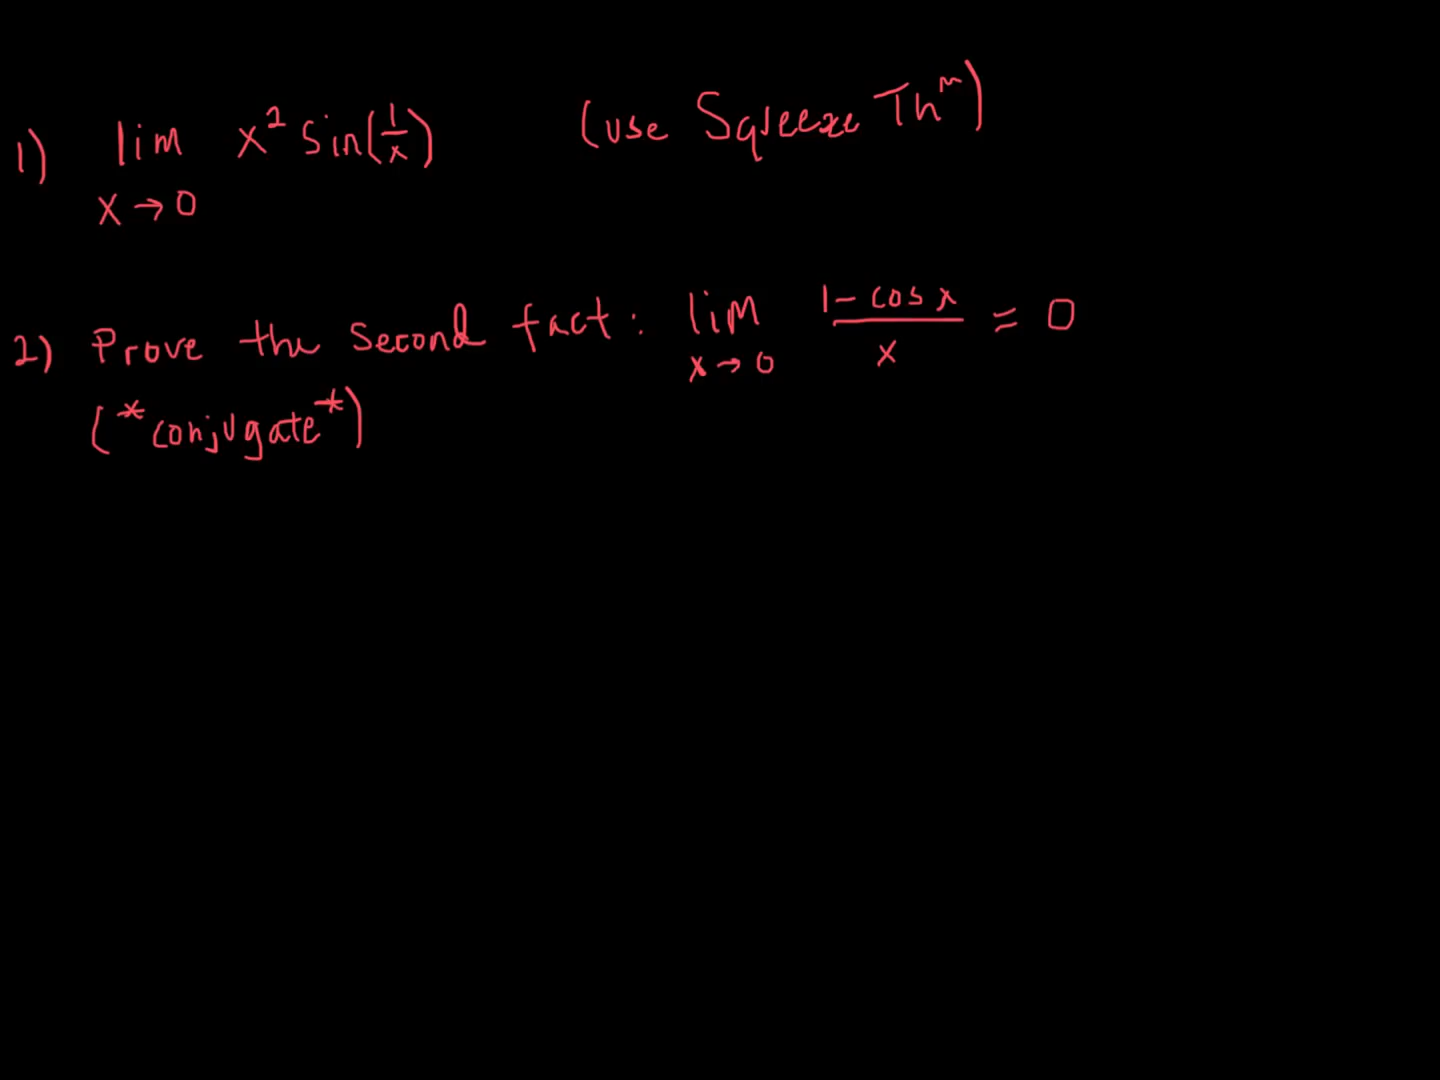 1) lim x→0 x² sin(1/x) (use Squeeze Thᵐ)
2) Prove the second fact: lim x→0 (1 - cos x)/x = 0
(*conjugate*)